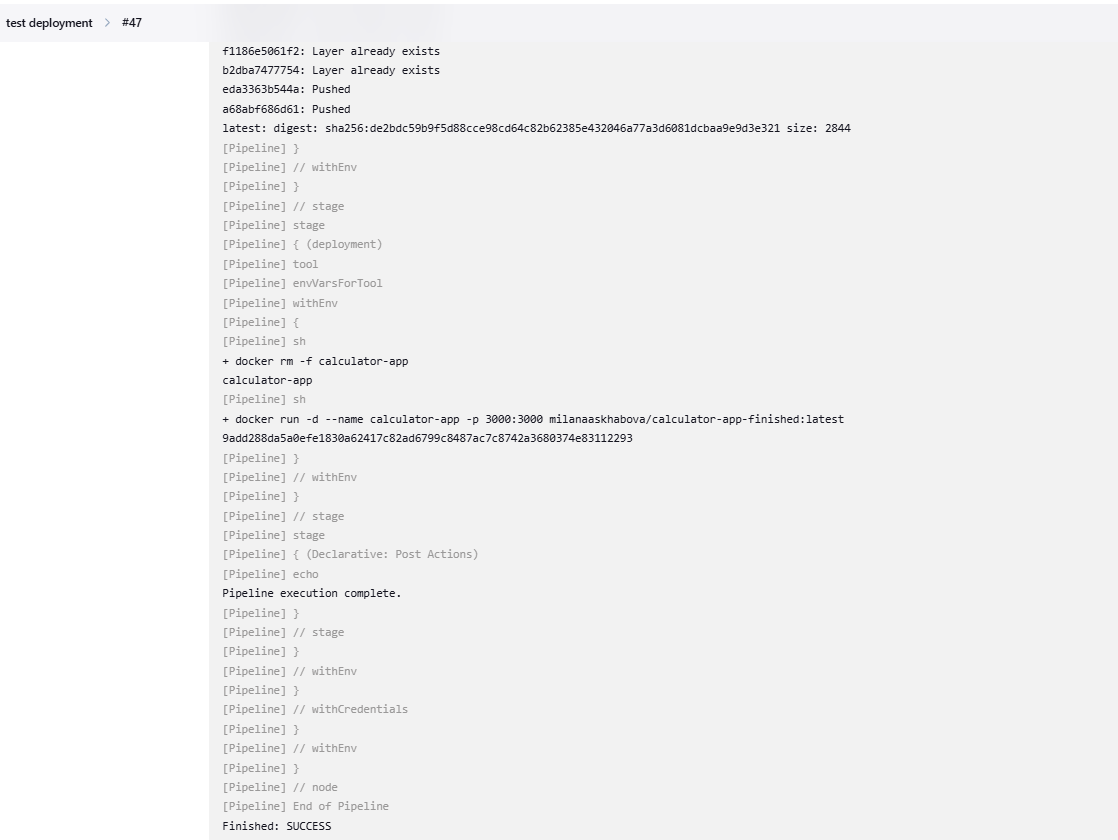 test deployment > #47
f1186e5061f2: Layer already exists
b2dba7477754: Layer already exists
eda3363b544a: Pushed
a68abf686d61: Pushed
latest: digest: sha256:de2bdc59b9f5d88cce98cd64c82b62385e432046a77a3d6081dcbaa9e9d3e321 size: 2844
[Pipeline] }
[Pipeline] // withEnv
[Pipeline] }
[Pipeline] // stage
[Pipeline] stage
[Pipeline] { (deployment)
[Pipeline] tool
[Pipeline] envVarsForTool
[Pipeline] withEnv
[Pipeline] {
[Pipeline] sh
+ docker rm -f calculator-app
calculator-app
[Pipeline] sh
+ docker run -d --name calculator-app -p 3000:3000 milanaaskhabova/calculator-app-finished:latest
9add288da5a0efe1830a62417c82ad6799c8487ac7c8742a3680374e83112293
[Pipeline] }
[Pipeline] // withEnv
[Pipeline] }
[Pipeline] // stage
[Pipeline] stage
[Pipeline] { (Declarative: Post Actions)
[Pipeline] echo
Pipeline execution complete.
[Pipeline] }
[Pipeline] // stage
[Pipeline] }
[Pipeline] // withEnv
[Pipeline] }
[Pipeline] // withCredentials
[Pipeline] }
[Pipeline] // withEnv
[Pipeline] }
[Pipeline] // node
[Pipeline] End of Pipeline
Finished: SUCCESS